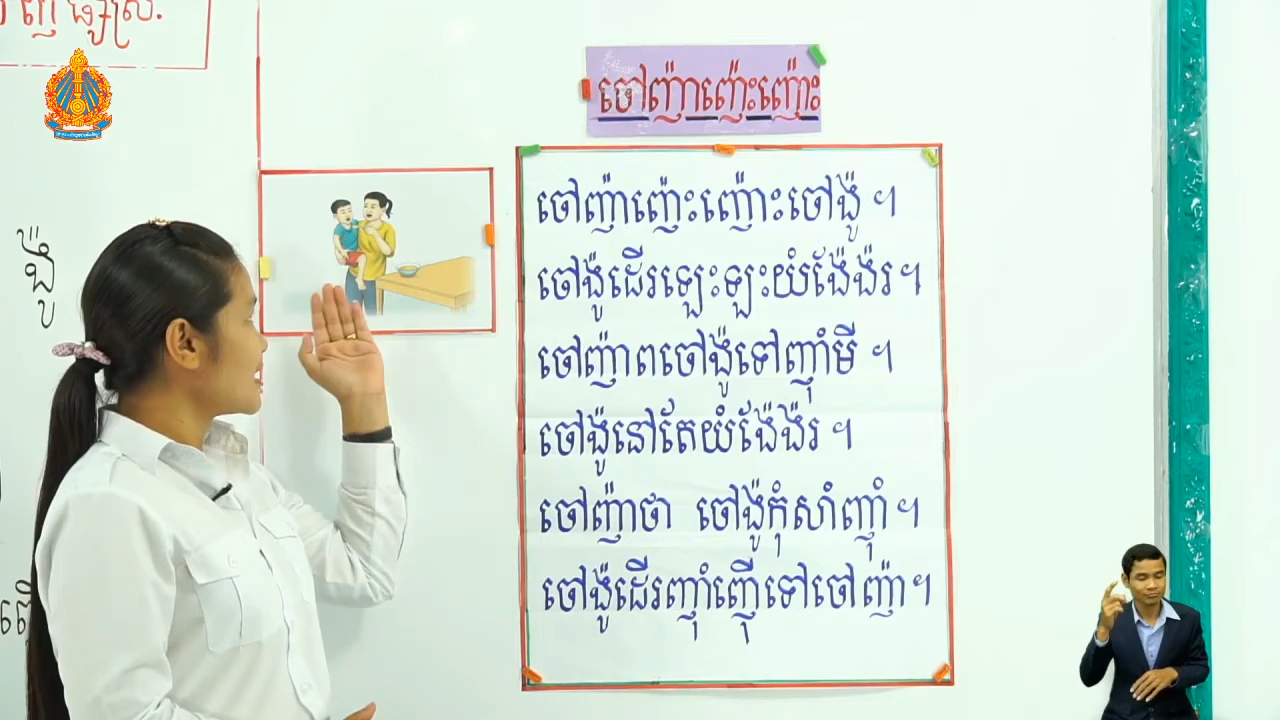 ចៅញ៉ាញ៉េះញ៉ោះ
ចៅញ៉ាញ៉េះញ៉ោះចៅង៉ូ ។
ចៅង៉ូដើរឡេះឡះយំង៉ែង៉រ។
ចៅញ៉ាពចៅង៉ូទៅញ៉ាំមី ។
ចៅង៉ូនៅតែយំង៉ែង៉រ ។
ចៅញ៉ាថា ចៅង៉ូកុំសាំញ៉ាំ ។
ចៅង៉ូដើរញ៉ាំញ៉ើទៅចៅញ៉ា។
ង៉ូ